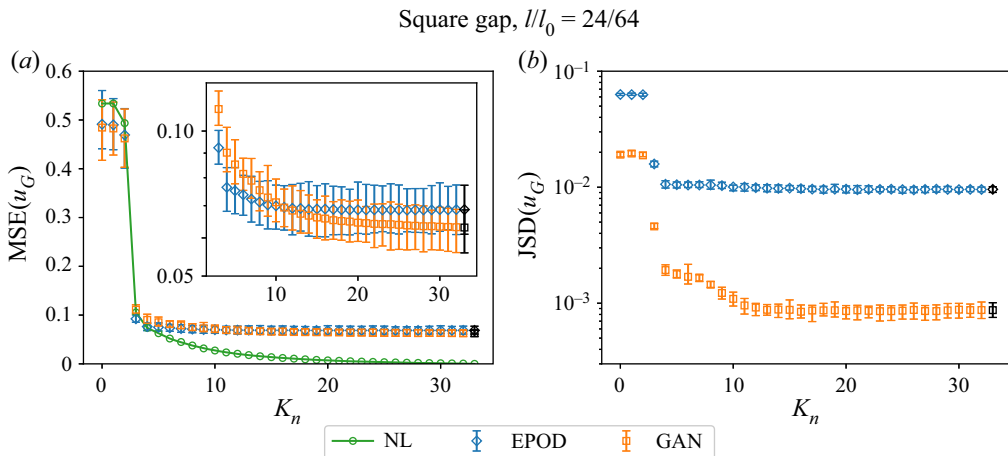 Square gap, l/l0 = 24/64
(a)
(b)
0.6
0.5
0.4
0.3
0.2
0.1
0
MSE(uG)
0.10
0.05
10
20
30
0
10
20
30
Kn
10–1
10–2
10–3
JSD(uG)
0
10
20
30
Kn
NL
EPOD
GAN